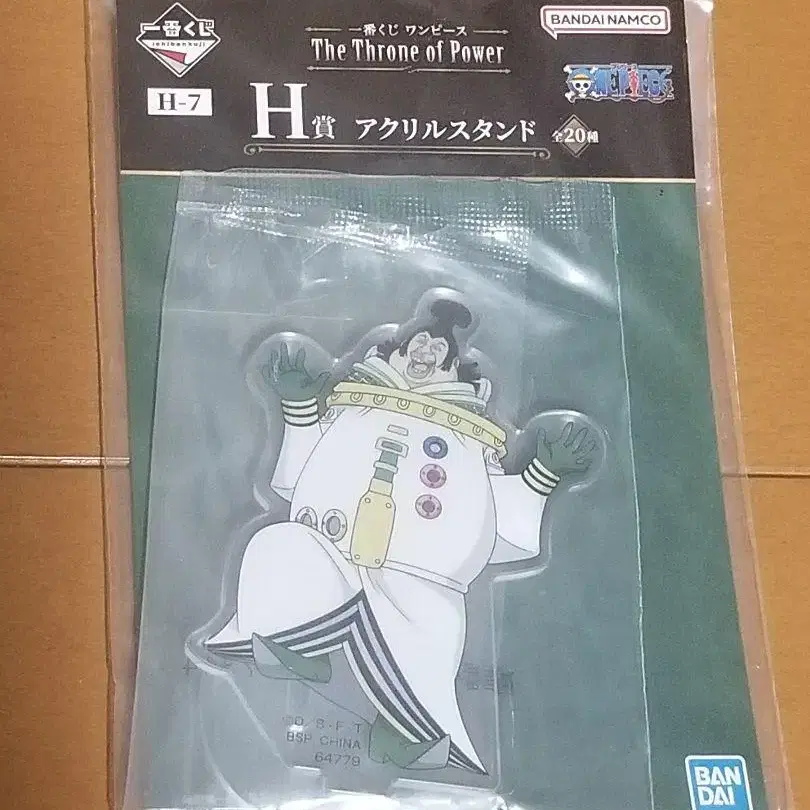 一番くじ
ichibankuji
一番くじ ワンピース
The Throne of Power
BANDAI NAMCO
ONE PIECE
H-7
H賞 アクリルスタンド 全20種
D/S・F・T
BSP CHINA
64779
BAN
DAI